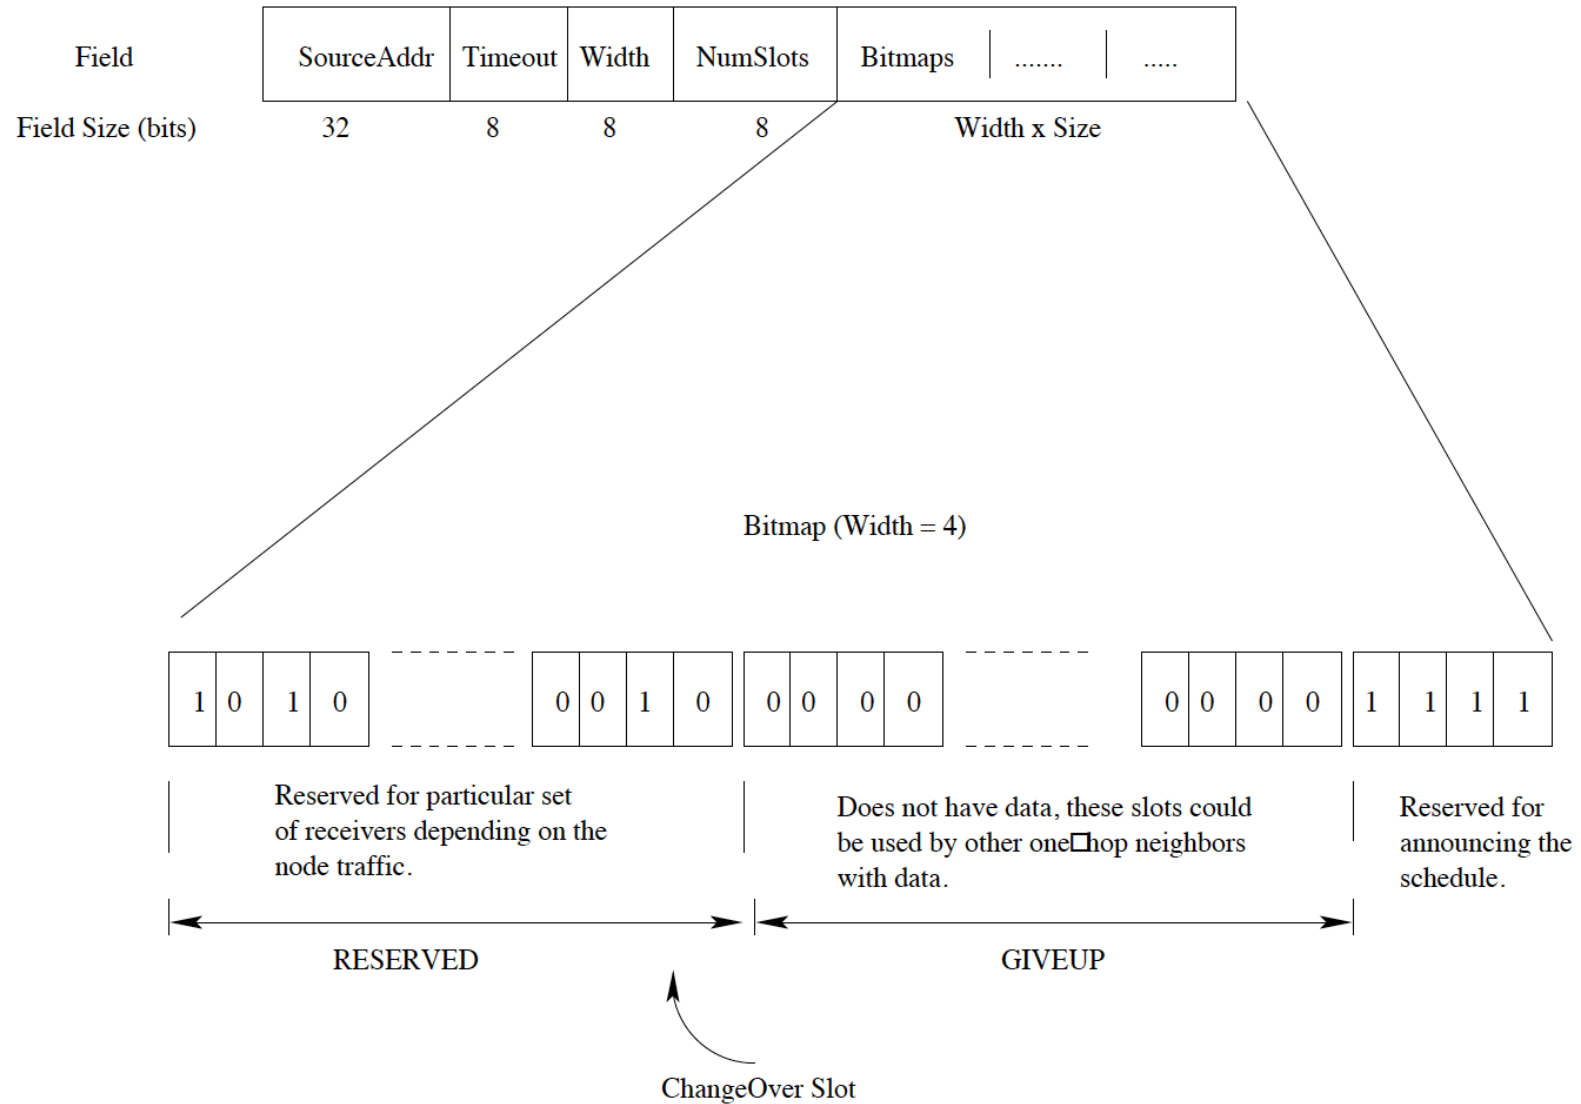 Field SourceAddr Timeout Width NumSlots Bitmaps ....... .....
Field Size (bits) 32 8 8 8 Width x Size
Bitmap (Width = 4)
1 0 1 0 0 0 1 0 0 0 0 0 0 0 0 0 1 1 1 1
Reserved for particular set
of receivers depending on the
node traffic.
Does not have data, these slots could
be used by other one□hop neighbors
with data.
Reserved for
announcing the
schedule.
RESERVED GIVEUP
ChangeOver Slot